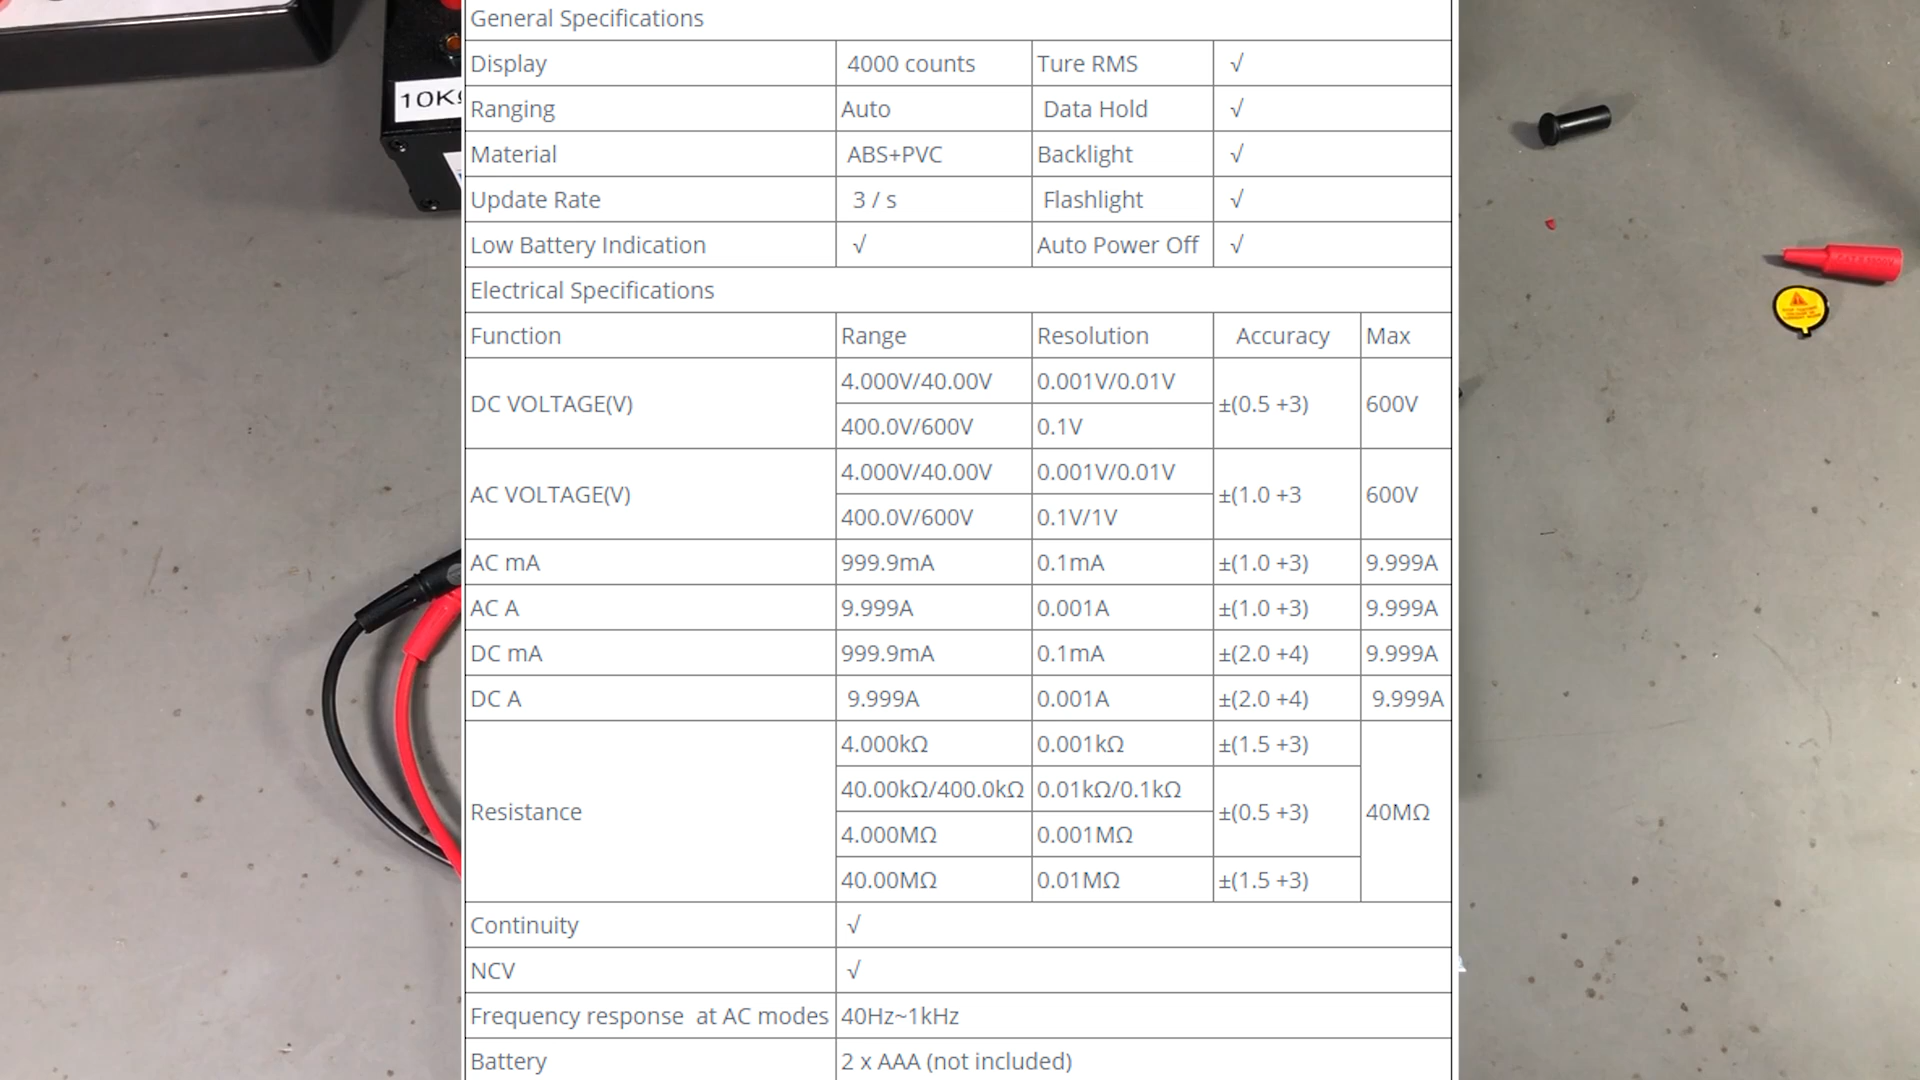 General Specifications
Display 4000 counts Ture RMS √
Ranging Auto Data Hold √
Material ABS+PVC Backlight √
Update Rate 3 / s Flashlight √
Low Battery Indication √ Auto Power Off √
Electrical Specifications
Function Range Resolution Accuracy Max
DC VOLTAGE(V) 4.000V/40.00V 0.001V/0.01V ±(0.5 +3) 600V
400.0V/600V 0.1V
AC VOLTAGE(V) 4.000V/40.00V 0.001V/0.01V ±(1.0 +3 600V
400.0V/600V 0.1V/1V
AC mA 999.9mA 0.1mA ±(1.0 +3) 9.999A
AC A 9.999A 0.001A ±(1.0 +3) 9.999A
DC mA 999.9mA 0.1mA ±(2.0 +4) 9.999A
DC A 9.999A 0.001A ±(2.0 +4) 9.999A
Resistance 4.000kΩ 0.001kΩ ±(1.5 +3) 40MΩ
40.00kΩ/400.0kΩ 0.01kΩ/0.1kΩ ±(0.5 +3)
4.000MΩ 0.001MΩ
40.00MΩ 0.01MΩ ±(1.5 +3)
Continuity √
NCV √
Frequency response at AC modes 40Hz~1kHz
Battery 2 x AAA (not included)
10K